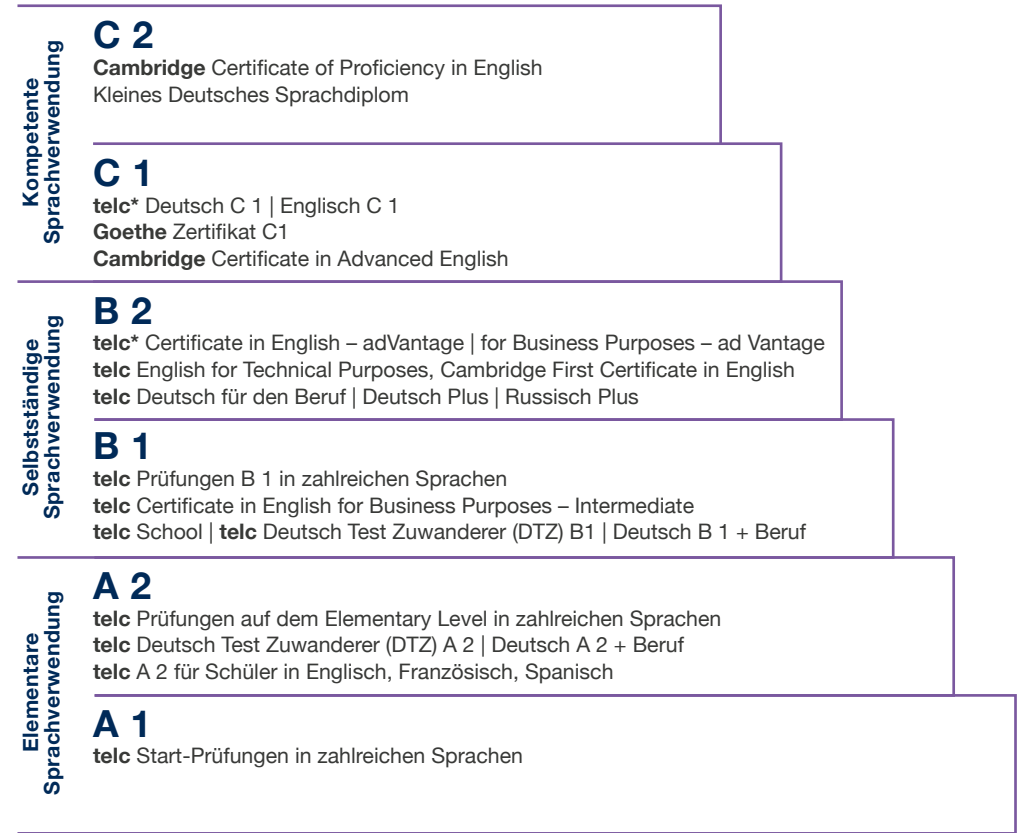 Kompetente
Sprachverwendung
C 2
Cambridge Certificate of Proficiency in English
Kleines Deutsches Sprachdiplom
C 1
telc* Deutsch C 1 | Englisch C 1
Goethe Zertifikat C1
Cambridge Certificate in Advanced English
Selbstständige
Sprachverwendung
B 2
telc* Certificate in English – adVantage | for Business Purposes – ad Vantage
telc English for Technical Purposes, Cambridge First Certificate in English
telc Deutsch für den Beruf | Deutsch Plus | Russisch Plus
B 1
telc Prüfungen B 1 in zahlreichen Sprachen
telc Certificate in English for Business Purposes – Intermediate
telc School | telc Deutsch Test Zuwanderer (DTZ) B1 | Deutsch B 1 + Beruf
Elementare
Sprachverwendung
A 2
telc Prüfungen auf dem Elementary Level in zahlreichen Sprachen
telc Deutsch Test Zuwanderer (DTZ) A 2 | Deutsch A 2 + Beruf
telc A 2 für Schüler in Englisch, Französisch, Spanisch
A 1
telc Start-Prüfungen in zahlreichen Sprachen